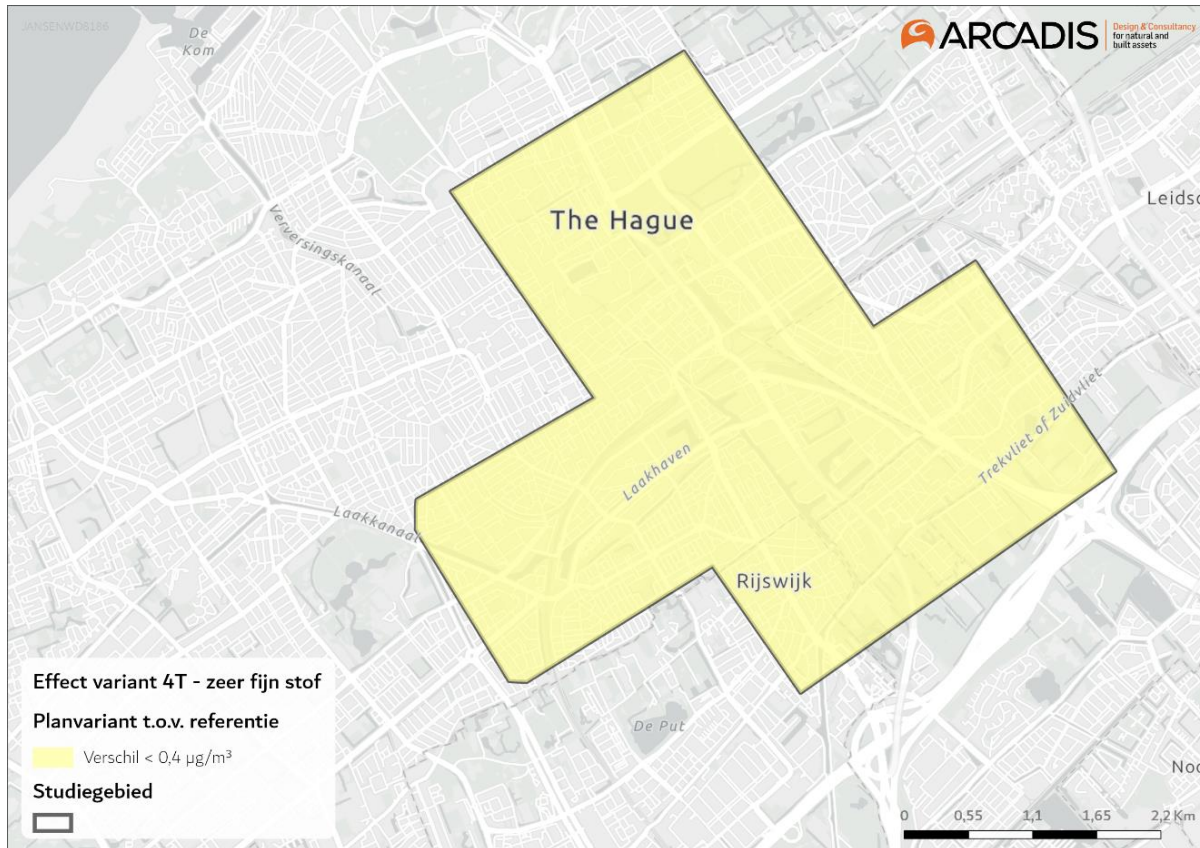 JANSENWD6186
De
Kom
ARCADIS
Design & Consultancy
for natural and
built assets
Verversingskanaal
The Hague
Leidsc
Trekvliet of Zuidvliet
Laakhaven
Laakkanaal
Rijswijk
De Put
Noo
Effect variant 4T - zeer fijn stof
Planvariant t.o.v. referentie
Verschil < 0,4 µg/m³
Studiegebied
0 0,55 1,1 1,65 2,2 Km